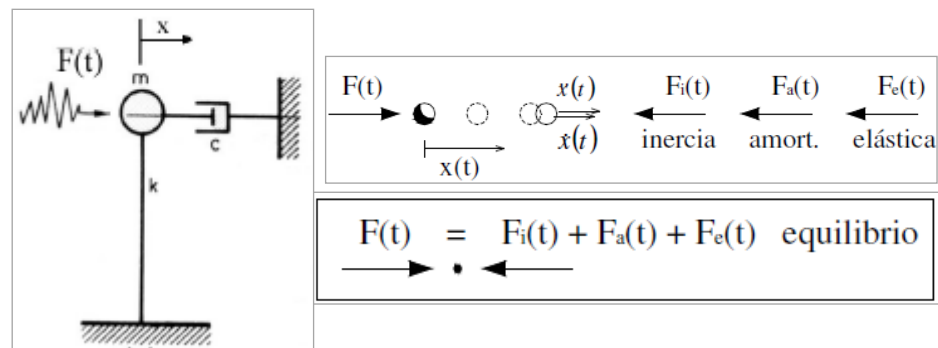 x
F(t)
m
c
k
F(t)
x(t)
ẋ(t)
x(t)
Fi(t)
Fa(t)
Fe(t)
inercia
amort.
elástica
F(t) = Fi(t) + Fa(t) + Fe(t) equilibrio